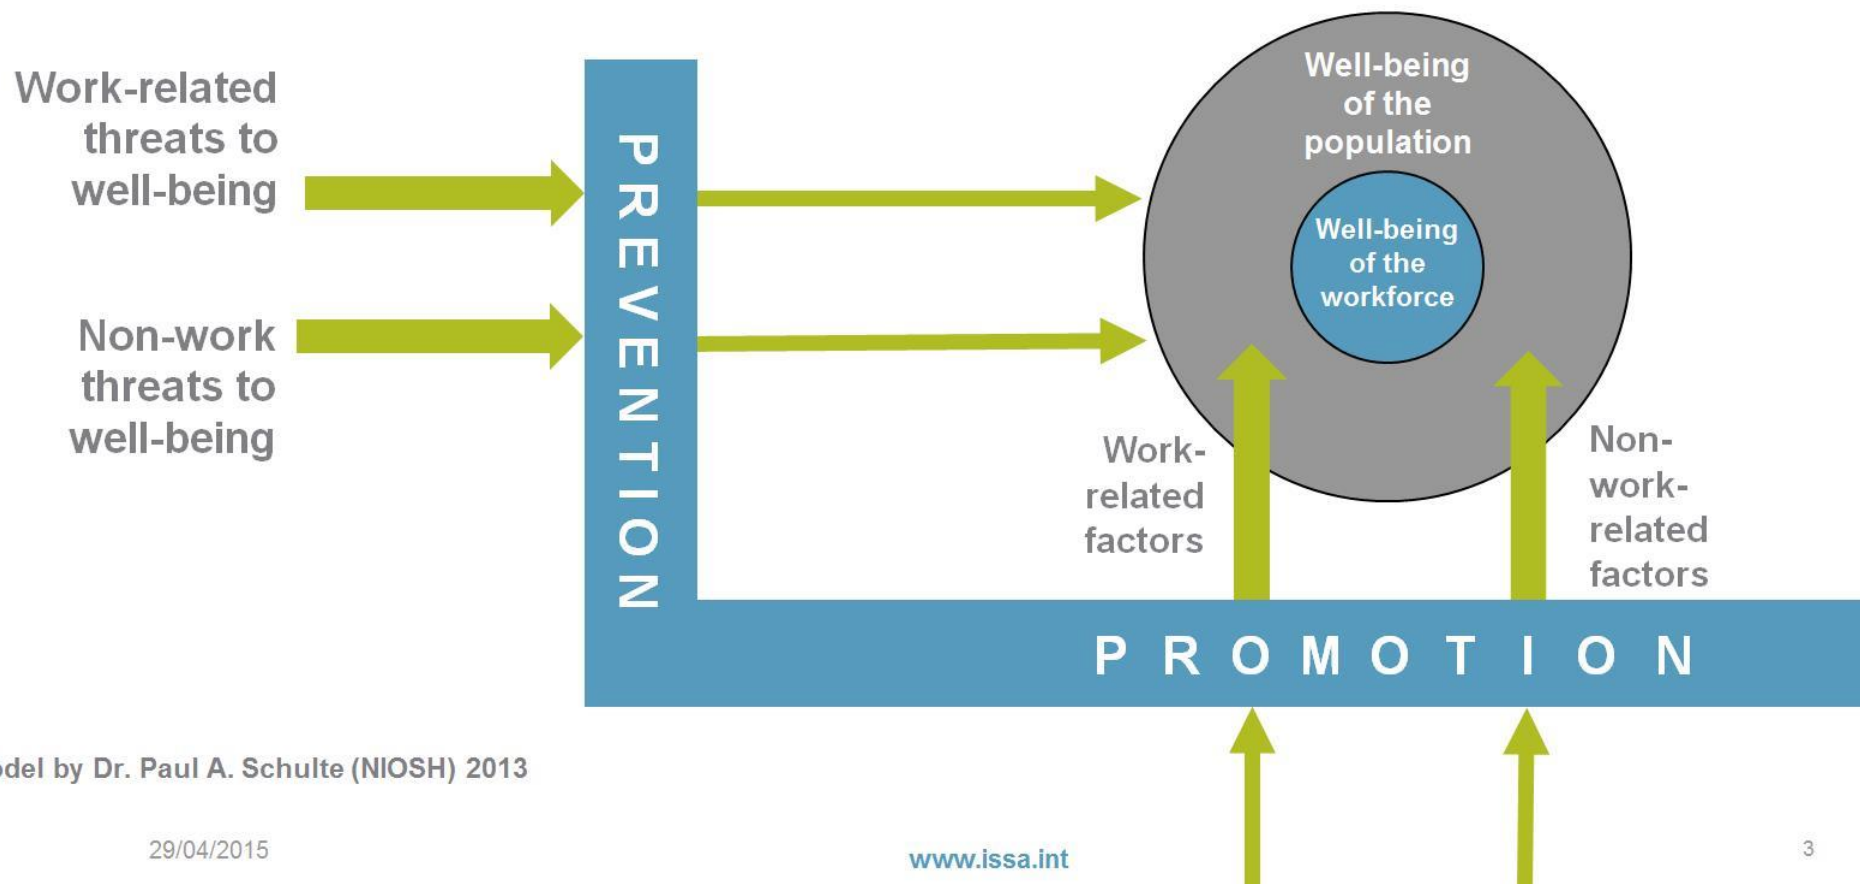 Work-related
threats to
well-being
Non-work
threats to
well-being
PREVENTION
Well-being
of the
population
Well-being
of the
workforce
Work-
related
factors
Non-
work-
related
factors
PROMOTION
by Dr. Paul A. Schulte (NIOSH) 2013
29/04/2015
www.issa.int
3